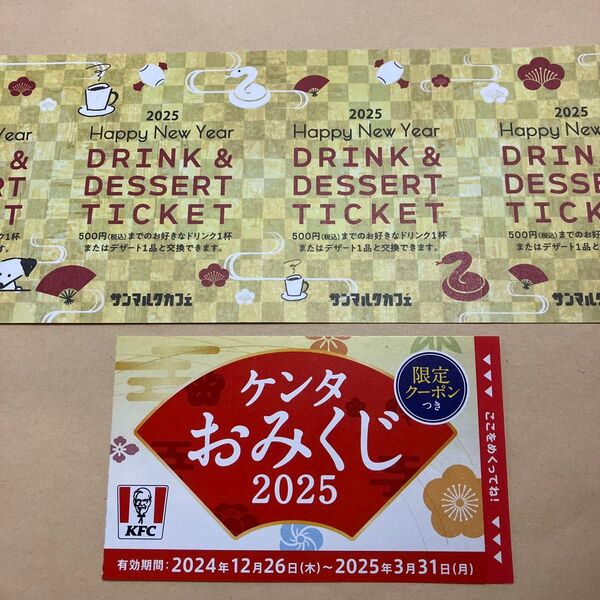 2025
Happy New Year
DRINK &
DESSERT
TICKET
500円(税込)までのお好きなドリンク1杯
またはデザート1品と交換できます。
サンマルクカフェ
2025
Happy New Year
DRINK &
DESSERT
TICKET
500円(税込)までのお好きなドリンク1杯
またはデザート1品と交換できます。
サンマルクカフェ
2025
Happy New
DRIN
DESSE
TICKE
500円(税込)までのお好きな
またはデザート1品と交換
サンマルクカフェ
限定
クーポン
つき
ケンタ
おみくじ
2025
KFC
ここをめくってね!
有効期間:2024年12月26日(木)〜2025年3月31日(月)